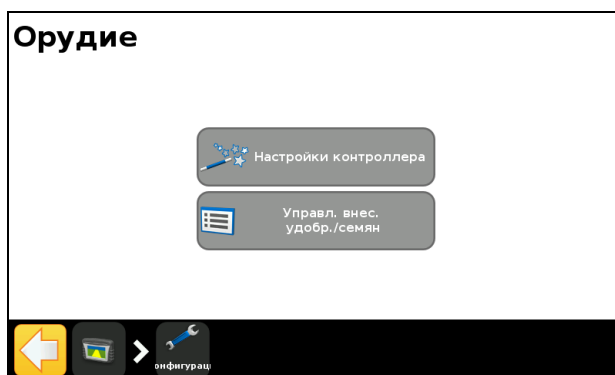 Орудие
Настройки контроллера
Управл. внес.
удобр./семян
онфигурац